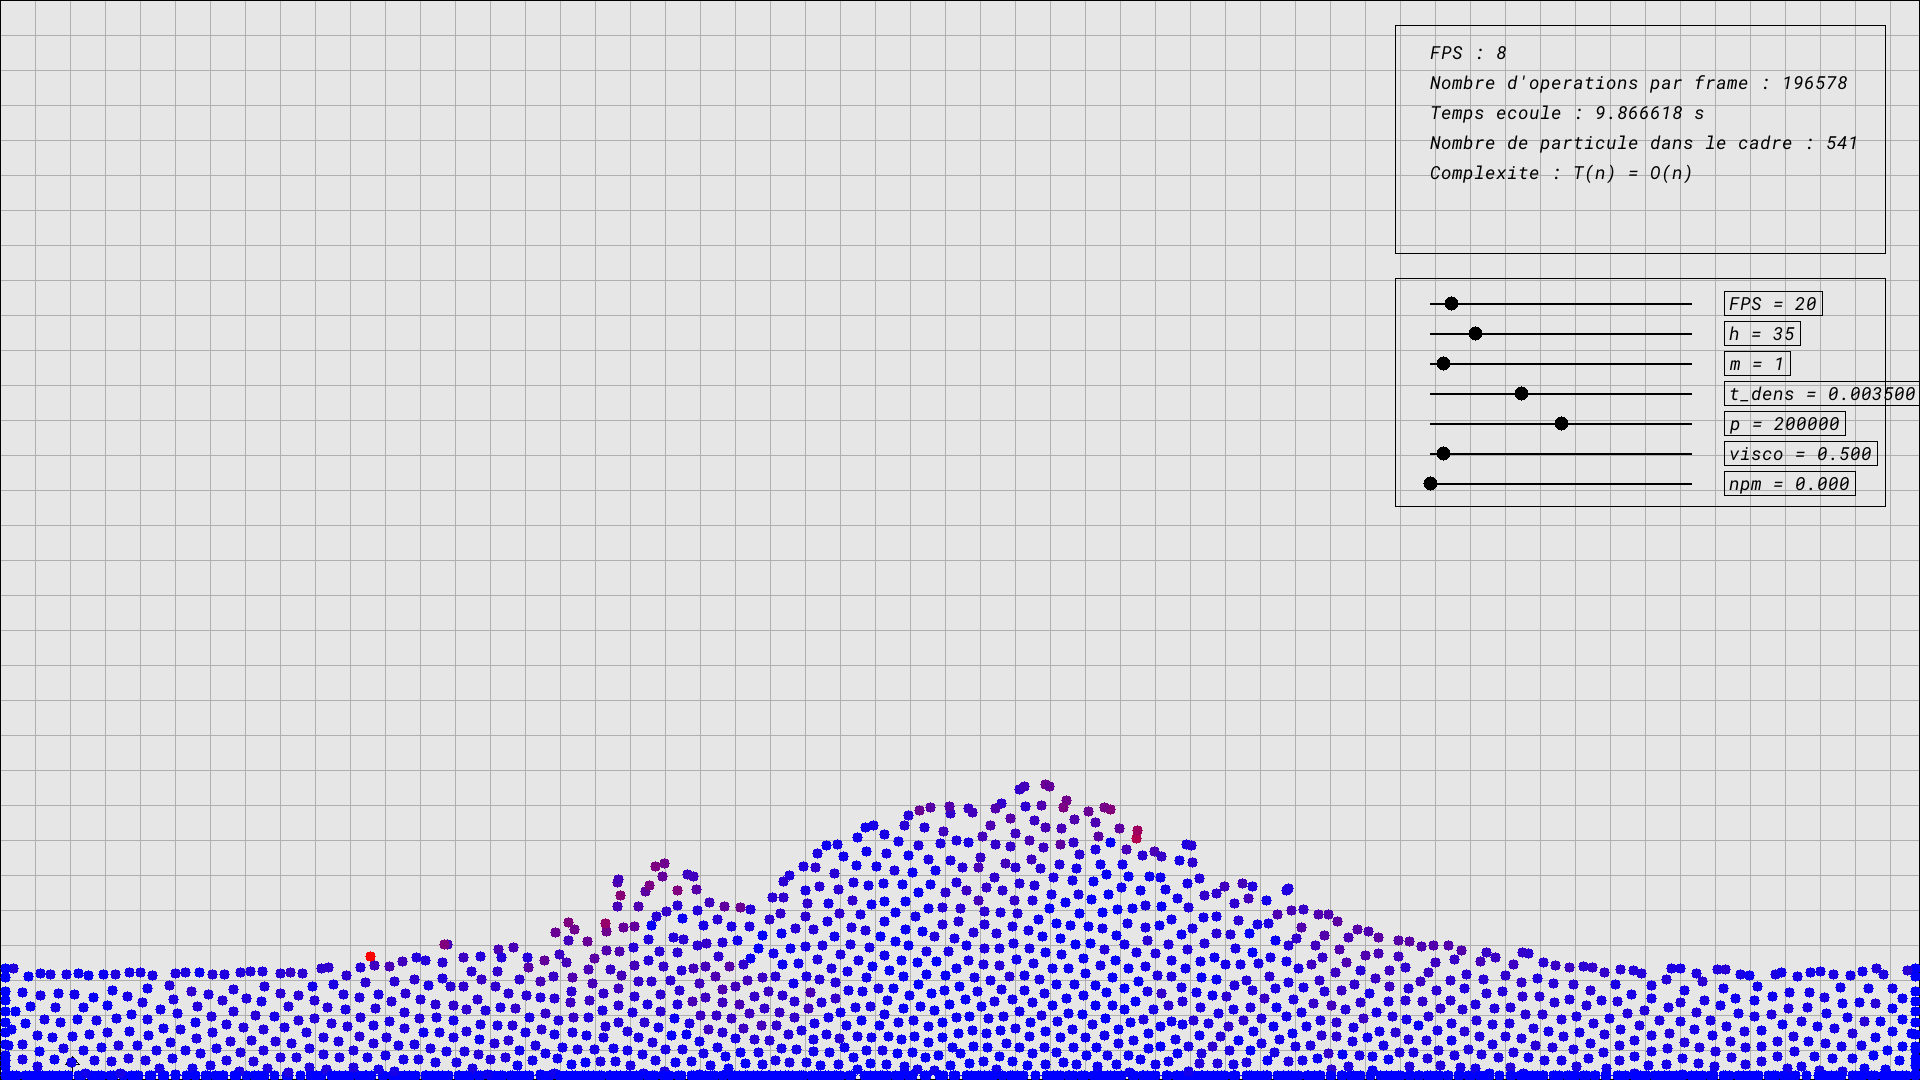 FPS : 8
Nombre d'operations par frame : 196578
Temps ecoule : 9.866618 s
Nombre de particule dans le cadre : 541
Complexite : T(n) = O(n)
FPS = 20
h = 35
m = 1
t_dens = 0.003500
p = 200000
visco = 0.500
npm = 0.000